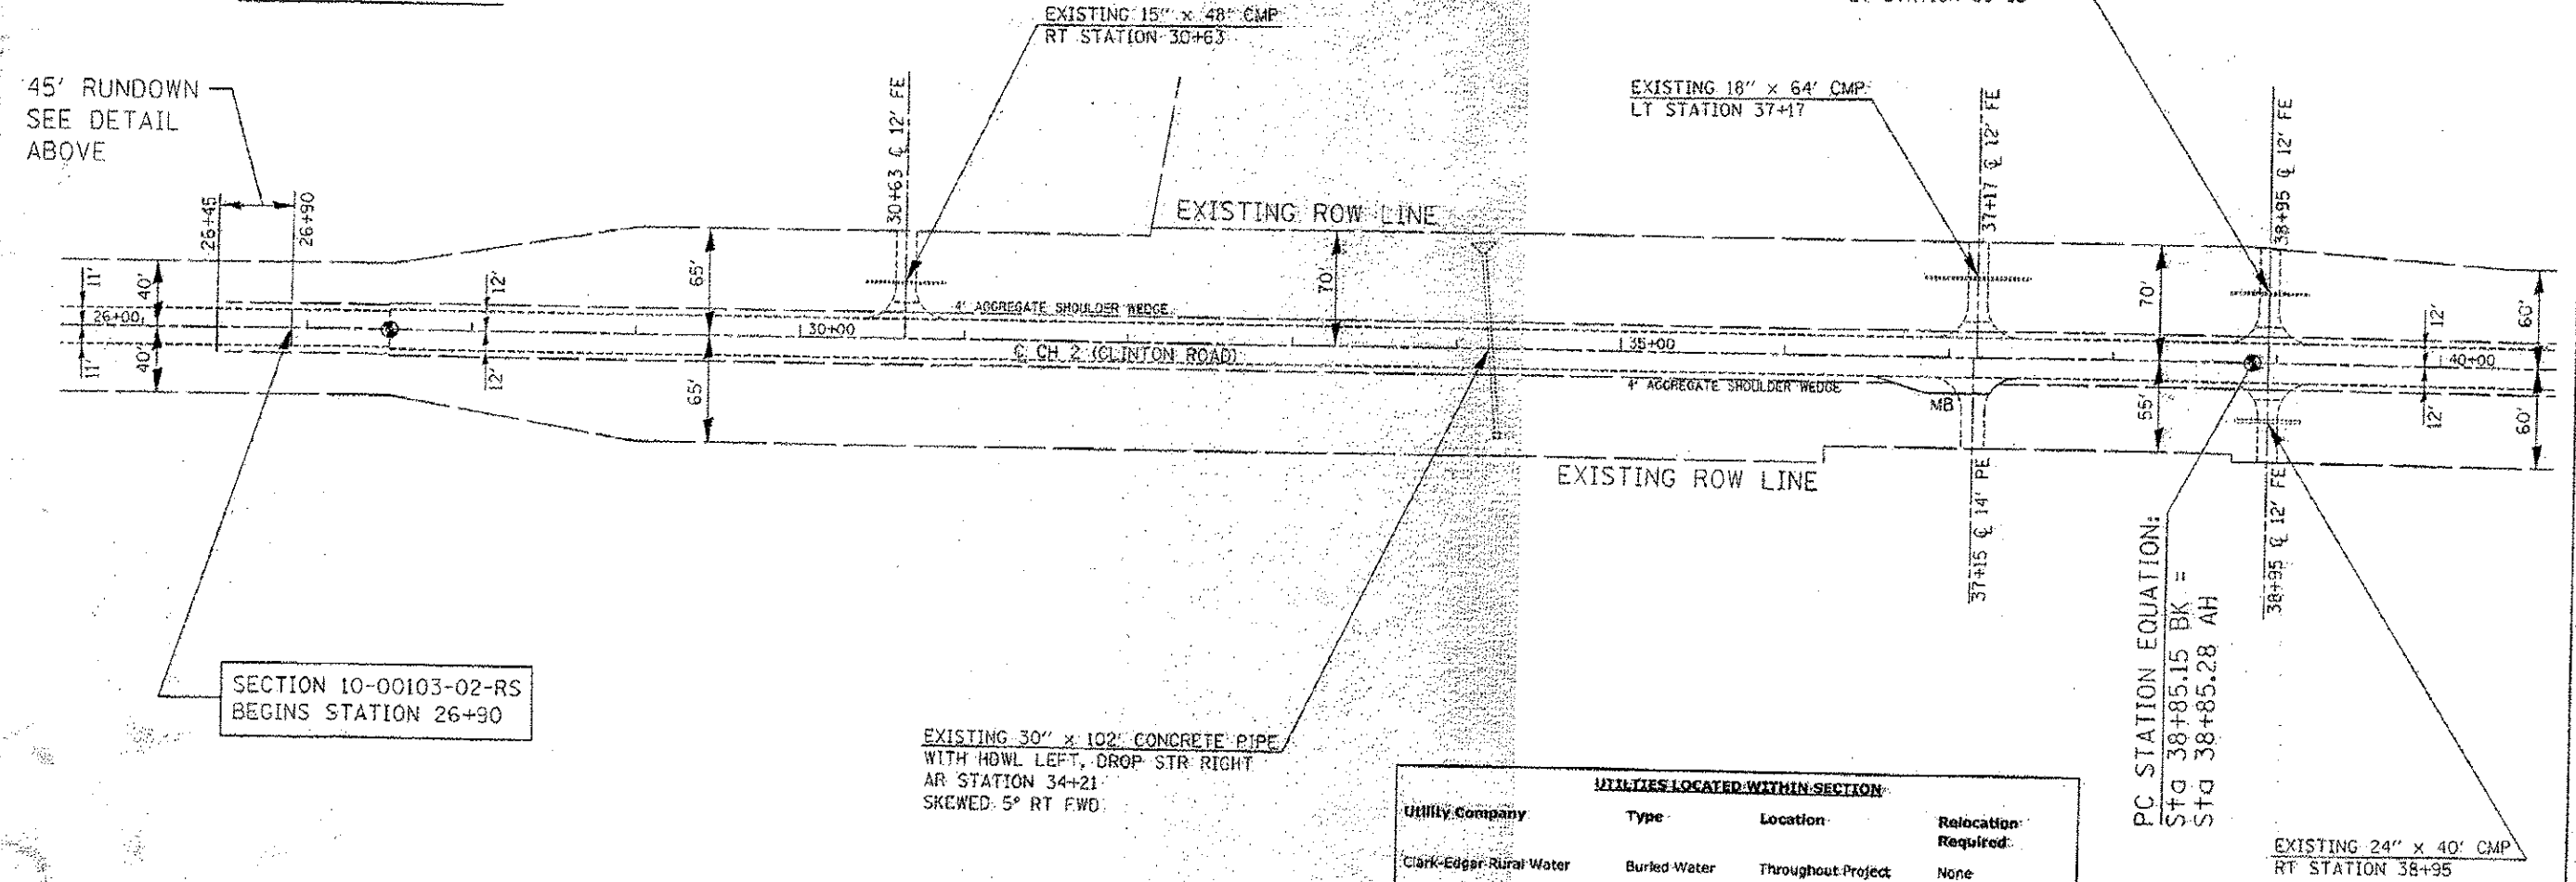 EXISTING 15" x 48" CMP
RT STATION 30+63
45' RUNDOWN
SEE DETAIL
ABOVE
EXISTING 18" x 64' CMP
LT STATION 37+17
26+45
26+90
30+63 ℄ 12' FE
37+17 ℄ 12' FE
38+95 ℄ 12' FE
EXISTING ROW LINE
11'
40'
12'
65'
70'
70'
12'
60'
4' AGGREGATE SHOULDER WEDGE
26+00
30+00
35+00
40+00
℄ CH 2 (CLINTON ROAD)
4' AGGREGATE SHOULDER WEDGE
11'
40'
12'
65'
MB
55'
12'
60'
EXISTING ROW LINE
37+15 ℄ 14' PE
38+95 ℄ 12' FE
PC STATION EQUATION:
Sta 38+85.15 BK =
Sta 38+85.28 AH
SECTION 10-00103-02-RS
BEGINS STATION 26+90
EXISTING 30" x 102' CONCRETE PIPE
WITH HDWL LEFT, DROP STR RIGHT
AR STATION 34+21
SKEWED 5° RT FWD
UTILITIES LOCATED WITHIN SECTION
Utility Company Type Location Relocation
Required
Clark-Edgar Rural Water Buried Water Throughout Project None
EXISTING 24" x 40' CMP
RT STATION 38+95